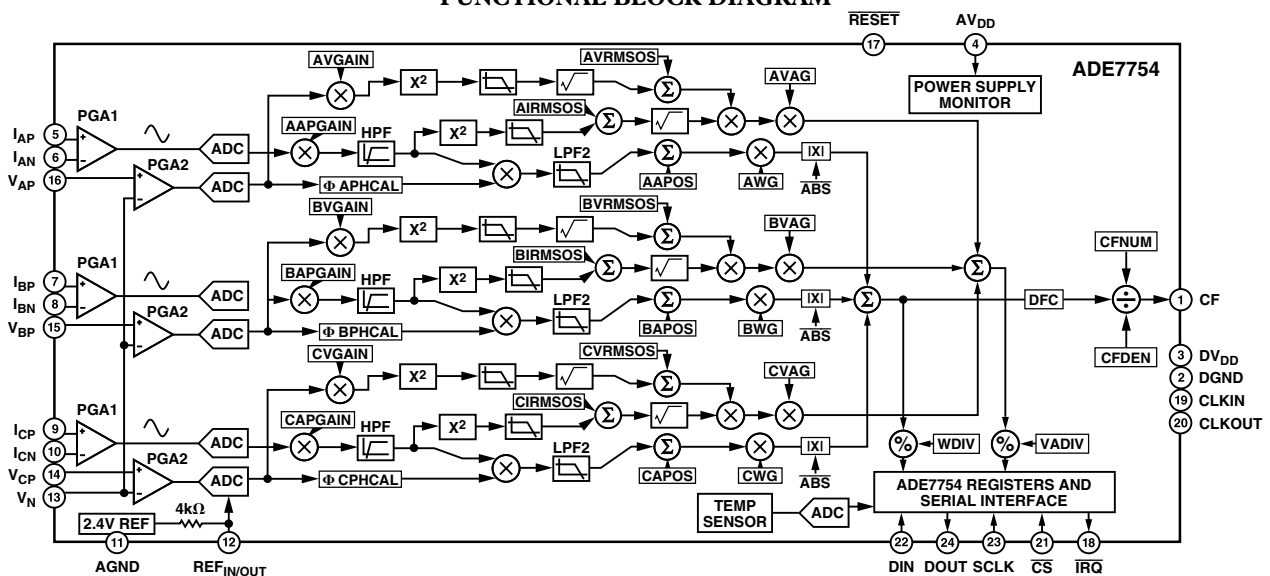 FUNCTIONAL BLOCK DIAGRAM
RESET
AVDD
17
4
ADE7754
POWER SUPPLY
MONITOR
AVGAIN
X2
AVRMSOS
Σ
AVAG
PGA1
IAP 5
IAN 6
VAP 16
PGA2
ADC
ADC
AAPGAIN
HPF
X2
AIRMSOS
Σ
LPF2
Σ
|X|
Φ APHCAL
AAPOS
AWG
ABS
BVGAIN
X2
BVRMSOS
Σ
BVAG
PGA1
IBP 7
IBN 8
VBP 15
PGA2
ADC
ADC
BAPGAIN
HPF
X2
BIRMSOS
Σ
LPF2
Σ
|X|
Φ BPHCAL
BAPOS
BWG
ABS
Σ
Σ
CFNUM
DFC
÷
1 CF
CFDEN
3 DVDD
2 DGND
19 CLKIN
20 CLKOUT
CVGAIN
X2
CVRMSOS
Σ
CVAG
PGA1
ICP 9
ICN 10
VCP 14
VN 13
PGA2
ADC
ADC
CAPGAIN
HPF
X2
CIRMSOS
Σ
LPF2
Σ
|X|
Φ CPHCAL
CAPOS
CWG
ABS
%
WDIV
%
VADIV
ADE7754 REGISTERS AND
SERIAL INTERFACE
TEMP
SENSOR
ADC
2.4V REF
4kΩ
11
12
22
24
23
21
18
AGND
REFIN/OUT
DIN
DOUT
SCLK
CS
IRQ